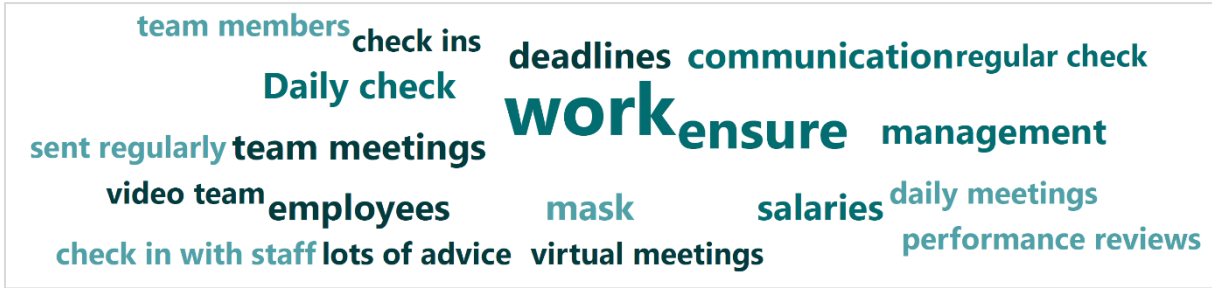 team members check ins
deadlines communication regular check
Daily check
work ensure management
sent regularly team meetings
video team employees mask salaries daily meetings
check in with staff lots of advice virtual meetings performance reviews